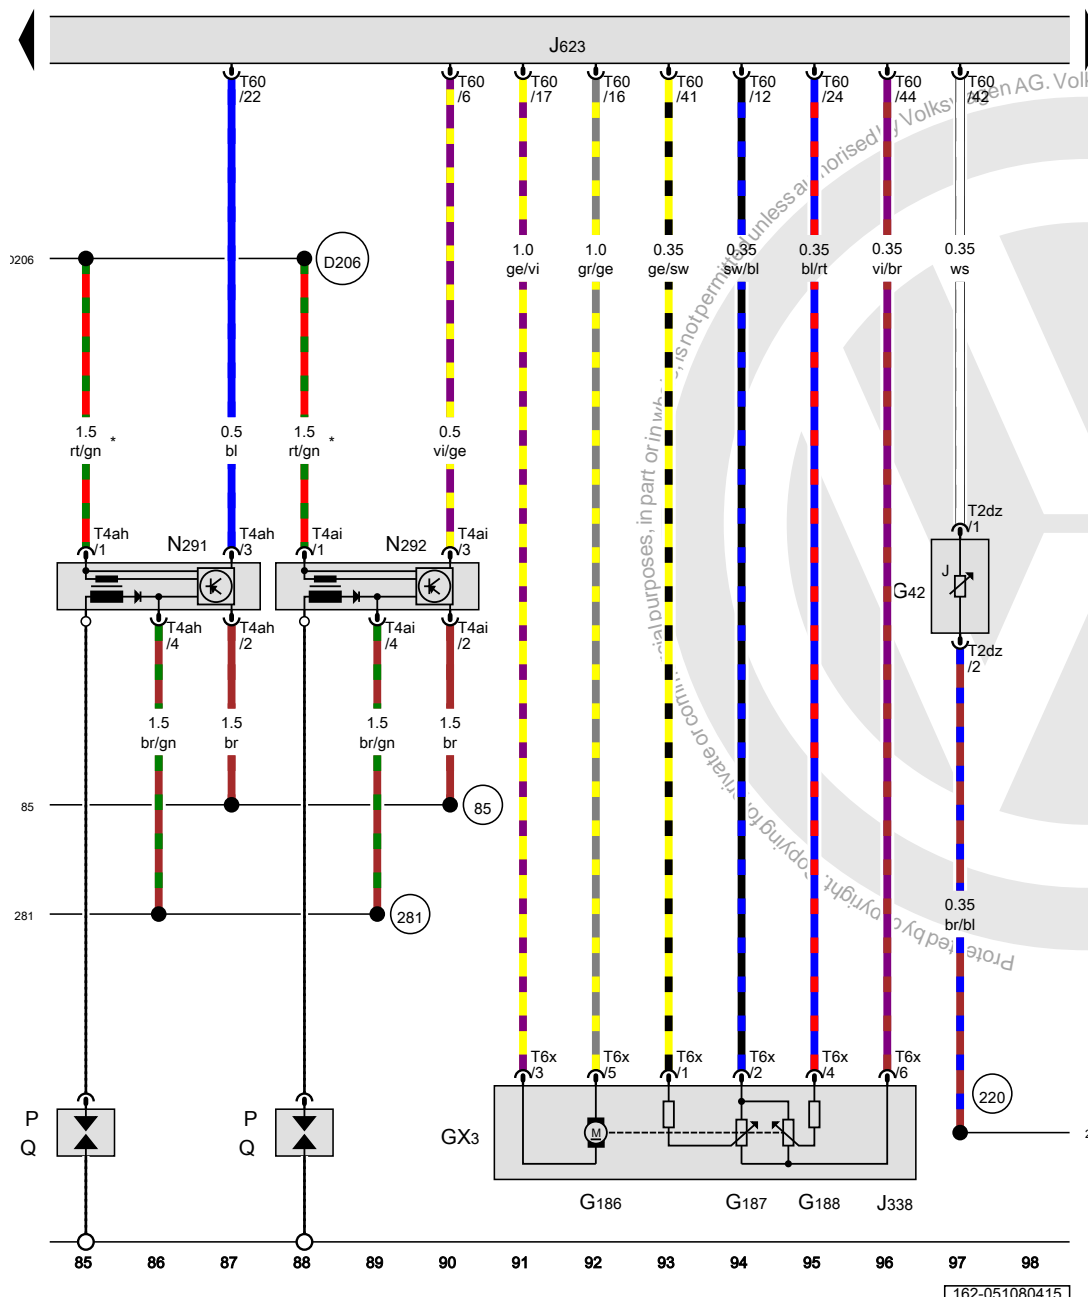 J623
T60 /22
T60 /6
T60 /17
T60 /16
T60 /41
T60 /12
T60 /24
T60 /44
T60 /42
D206
1.0 ge/vi
1.0 gr/ge
0.35 ge/sw
0.35 sw/bl
0.35 bl/rt
0.35 vi/br
0.35 ws
1.5 rt/gn *
0.5 bl
1.5 rt/gn *
0.5 vi/ge
T4ah /1
N291
T4ah /3
T4ai /1
N292
T4ai /3
T2dz /1
J
G42
T4ah /4
T4ah /2
T4ai /4
T4ai /2
T2dz /2
1.5 br/gn
1.5 br
1.5 br/gn
1.5 br
85
85
281
281
0.35 br/bl
T6x /3
T6x /5
T6x /1
T6x /2
T6x /4
T6x /6
220
P
Q
P
Q
GX3
M
G186
G187
G188
J338
85 86 87 88 89 90 91 92 93 94 95 96 97 98
162-051080415